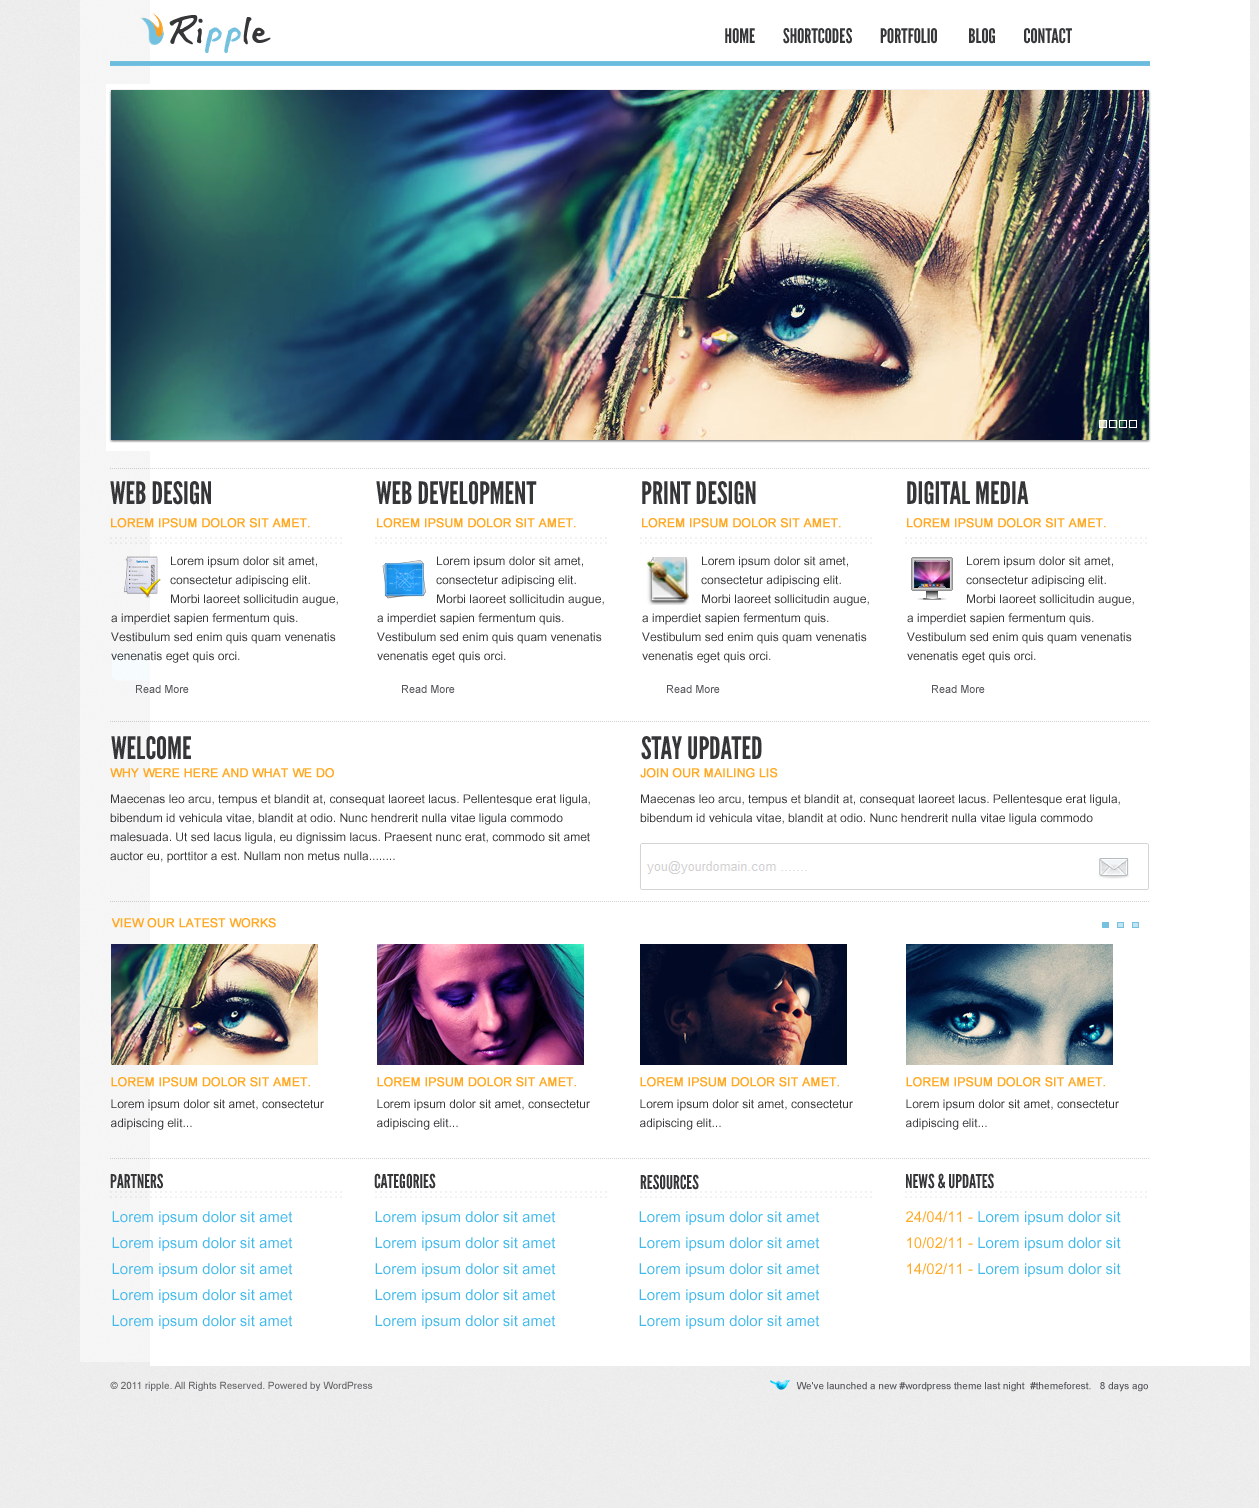 Ripple
HOME SHORTCODES PORTFOLIO BLOG CONTACT
WEB DESIGN
LOREM IPSUM DOLOR SIT AMET.
Lorem ipsum dolor sit amet,
consectetur adipiscing elit.
Morbi laoreet sollicitudin augue,
a imperdiet sapien fermentum quis.
Vestibulum sed enim quis quam venenatis
venenatis eget quis orci.
Read More
WEB DEVELOPMENT
LOREM IPSUM DOLOR SIT AMET.
Lorem ipsum dolor sit amet,
consectetur adipiscing elit.
Morbi laoreet sollicitudin augue,
a imperdiet sapien fermentum quis.
Vestibulum sed enim quis quam venenatis
venenatis eget quis orci.
Read More
PRINT DESIGN
LOREM IPSUM DOLOR SIT AMET.
Lorem ipsum dolor sit amet,
consectetur adipiscing elit.
Morbi laoreet sollicitudin augue,
a imperdiet sapien fermentum quis.
Vestibulum sed enim quis quam venenatis
venenatis eget quis orci.
Read More
DIGITAL MEDIA
LOREM IPSUM DOLOR SIT AMET.
Lorem ipsum dolor sit amet,
consectetur adipiscing elit.
Morbi laoreet sollicitudin augue,
a imperdiet sapien fermentum quis.
Vestibulum sed enim quis quam venenatis
venenatis eget quis orci.
Read More
WELCOME
WHY WERE HERE AND WHAT WE DO
Maecenas leo arcu, tempus et blandit at, consequat laoreet lacus. Pellentesque erat ligula,
bibendum id vehicula vitae, blandit at odio. Nunc hendrerit nulla vitae ligula commodo
malesuada. Ut sed lacus ligula, eu dignissim lacus. Praesent nunc erat, commodo sit amet
auctor eu, porttitor a est. Nullam non metus nulla........
STAY UPDATED
JOIN OUR MAILING LIS
Maecenas leo arcu, tempus et blandit at, consequat laoreet lacus. Pellentesque erat ligula,
bibendum id vehicula vitae, blandit at odio. Nunc hendrerit nulla vitae ligula commodo
you@yourdomain.com .......
VIEW OUR LATEST WORKS
LOREM IPSUM DOLOR SIT AMET.
Lorem ipsum dolor sit amet, consectetur
adipiscing elit...
LOREM IPSUM DOLOR SIT AMET.
Lorem ipsum dolor sit amet, consectetur
adipiscing elit...
LOREM IPSUM DOLOR SIT AMET.
Lorem ipsum dolor sit amet, consectetur
adipiscing elit...
LOREM IPSUM DOLOR SIT AMET.
Lorem ipsum dolor sit amet, consectetur
adipiscing elit...
PARTNERS
Lorem ipsum dolor sit amet
Lorem ipsum dolor sit amet
Lorem ipsum dolor sit amet
Lorem ipsum dolor sit amet
Lorem ipsum dolor sit amet
CATEGORIES
Lorem ipsum dolor sit amet
Lorem ipsum dolor sit amet
Lorem ipsum dolor sit amet
Lorem ipsum dolor sit amet
Lorem ipsum dolor sit amet
RESOURCES
Lorem ipsum dolor sit amet
Lorem ipsum dolor sit amet
Lorem ipsum dolor sit amet
Lorem ipsum dolor sit amet
Lorem ipsum dolor sit amet
NEWS & UPDATES
24/04/11 - Lorem ipsum dolor sit
10/02/11 - Lorem ipsum dolor sit
14/02/11 - Lorem ipsum dolor sit
© 2011 ripple. All Rights Reserved. Powered by WordPress
We've launched a new #wordpress theme last night #themeforest. 8 days ago